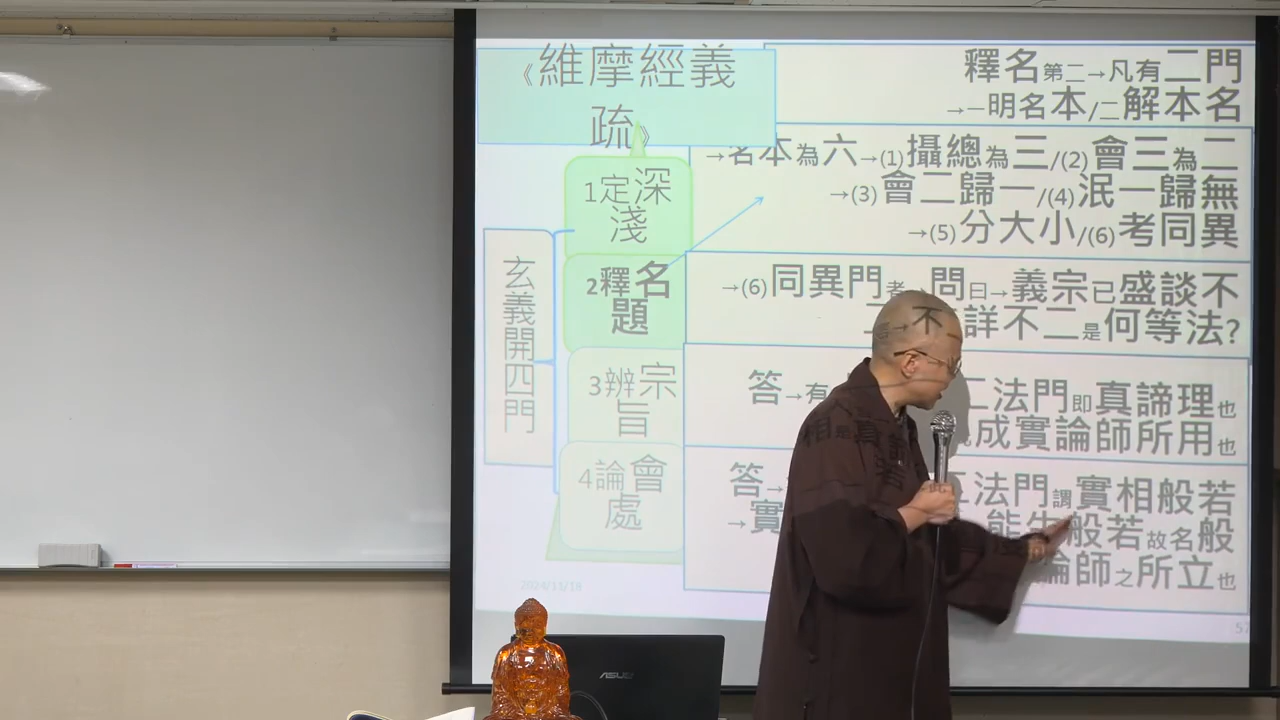 《維摩經義
疏》
釋名第二→凡有二門
→一明名本/二解本名
→名本為六→(1)攝總為三/(2)會三為二
→(3)會二歸一/(4)泯一歸無
→(5)分大小/(6)考同異
1定深
淺
2釋名
題
3辨宗
旨
4論會
處
玄義開四門
→(6)同異門者 問曰→義宗已盛談不
二→不 詳不二是何等法?
答→有 二法門即真諦理也
成實論師所用也
答→ 法門謂實相般若
→實 能生般若故名般
論師之所立也
2024/11/18
57
ASUS